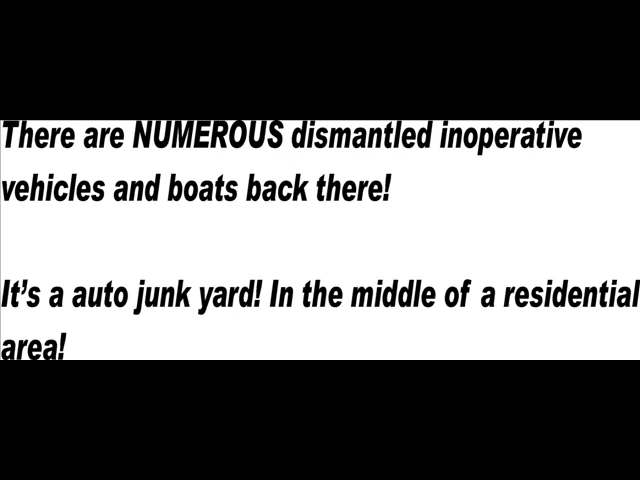 There are NUMEROUS dismantled inoperative
vehicles and boats back there!
It's a auto junk yard! In the middle of a residential
area!